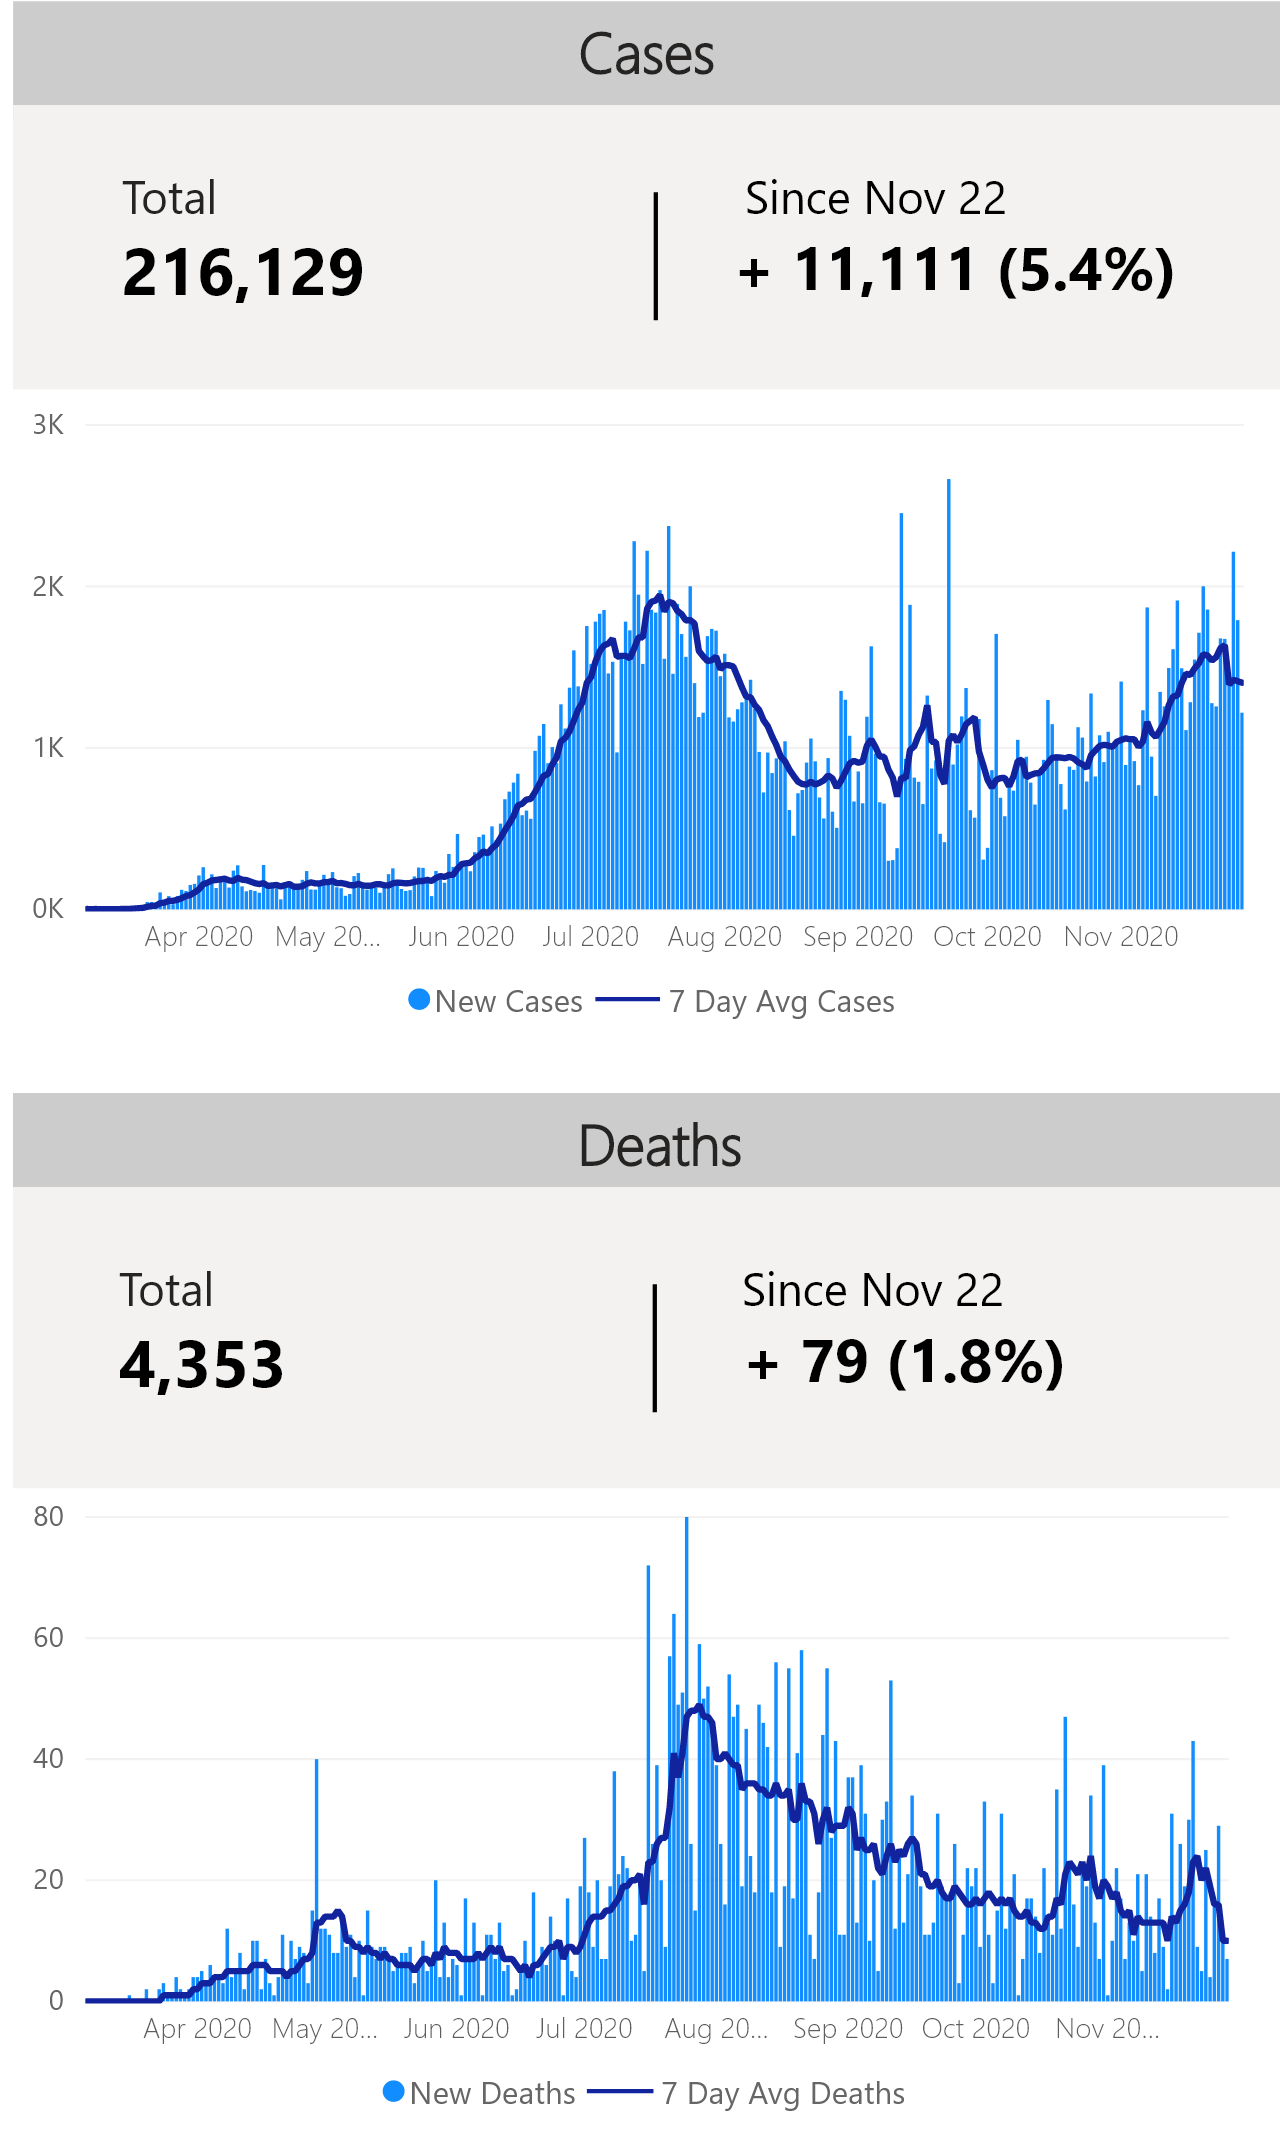 Cases
Total
Since Nov 22
216,129
+ 11,111 (5.4%)
3K
2K
1K
0K
Apr 2020 May 20... Jun 2020 Jul 2020 Aug 2020 Sep 2020 Oct 2020 Nov 2020
New Cases 7 Day Avg Cases
Deaths
Total
Since Nov 22
4,353
+ 79 (1.8%)
80
60
40
20
0
Apr 2020 May 20... Jun 2020 Jul 2020 Aug 20... Sep 2020 Oct 2020 Nov 20...
New Deaths 7 Day Avg Deaths